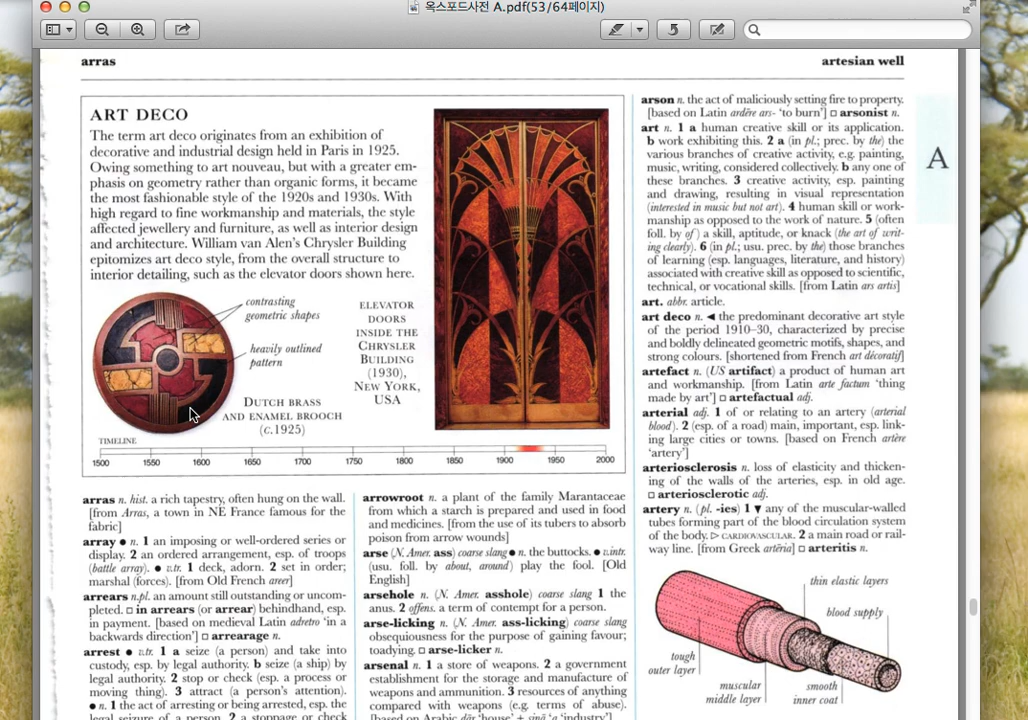 옥스포드사전 A.pdf(53/64페이지)
arras
artesian well
ART DECO
The term art deco originates from an exhibition of
decorative and industrial design held in Paris in 1925.
Owing something to art nouveau, but with a greater em-
phasis on geometry rather than organic forms, it became
the most fashionable style of the 1920s and 1930s. With
high regard to fine workmanship and materials, the style
affected jewellery and furniture, as well as interior design
and architecture. William van Alen's Chrysler Building
epitomizes art deco style, from the overall structure to
interior detailing, such as the elevator doors shown here.
contrasting
geometric shapes
heavily outlined
pattern
DUTCH BRASS
AND ENAMEL BROOCH
(C.1925)
ELEVATOR
DOORS
INSIDE THE
CHRYSLER
BUILDING
(1930),
NEW YORK,
USA
TIMELINE
1500 1550 1600 1650 1700 1750 1800 1850 1900 1950 2000
arras n. hist. a rich tapestry, often hung on the wall.
[from Arras, a town in NE France famous for the
fabric]
array ● n. 1 an imposing or well-ordered series or
display. 2 an ordered arrangement, esp. of troops
(battle array). ● v.tr. 1 deck, adorn. 2 set in order;
marshal (forces). [from Old French areer]
arrears n.pl. an amount still outstanding or uncom-
pleted. □ in arrears (or arrear) behindhand, esp.
in payment. [based on medieval Latin adretro 'in a
backwards direction'] □ arrearage n.
arrest ● v.tr. 1 a seize (a person) and take into
custody, esp. by legal authority. b seize (a ship) by
legal authority. 2 stop or check (esp. a process or
moving thing). 3 attract (a person's attention).
● n. 1 the act of arresting or being arrested, esp. the
legal seizure of a person. 2 a stoppage or check
arrowroot n. a plant of the family Marantaceae
from which a starch is prepared and used in food
and medicines. [from the use of its tubers to absorb
poison from arrow wounds]
arse (N. Amer. ass) coarse slang ● n. the buttocks. ● v.intr.
(usu. foll. by about, around) play the fool. [Old
English]
arsehole n. (N. Amer. asshole) coarse slang 1 the
anus. 2 offens. a term of contempt for a person.
arse-licking n. (N. Amer. ass-licking) coarse slang
obsequiousness for the purpose of gaining favour;
toadying. □ arse-licker n.
arsenal n. 1 a store of weapons. 2 a government
establishment for the storage and manufacture of
weapons and ammunition. 3 resources of anything
compared with weapons (e.g. terms of abuse).
[based on Arabic dār 'house' + sinā'a 'industry']
arson n. the act of maliciously setting fire to property.
[based on Latin ardēre ars- 'to burn'] □ arsonist n.
art n. 1 a human creative skill or its application.
b work exhibiting this. 2 a (in pl.; prec. by the) the
various branches of creative activity, e.g. painting,
music, writing, considered collectively. b any one of
these branches. 3 creative activity, esp. painting
and drawing, resulting in visual representation
(interested in music but not art). 4 human skill or work-
manship as opposed to the work of nature. 5 (often
foll. by of) a skill, aptitude, or knack (the art of writ-
ing clearly). 6 (in pl.; usu. prec. by the) those branches
of learning (esp. languages, literature, and history)
associated with creative skill as opposed to scientific,
technical, or vocational skills. [from Latin ars artis]
art. abbr. article.
art deco n. ◄ the predominant decorative art style
of the period 1910–30, characterized by precise
and boldly delineated geometric motifs, shapes, and
strong colours. [shortened from French art décoratif]
artefact n. (US artifact) a product of human art
and workmanship. [from Latin arte factum 'thing
made by art'] □ artefactual adj.
arterial adj. 1 of or relating to an artery (arterial
blood). 2 (esp. of a road) main, important, esp. link-
ing large cities or towns. [based on French artère
'artery']
arteriosclerosis n. loss of elasticity and thicken-
ing of the walls of the arteries, esp. in old age.
□ arteriosclerotic adj.
artery n. (pl. -ies) 1 ▼ any of the muscular-walled
tubes forming part of the blood circulation system
of the body. ▷ CARDIOVASCULAR. 2 a main road or rail-
way line. [from Greek artēria] □ arteritis n.
thin elastic layers
blood supply
tough
outer layer
muscular
middle layer
smooth
inner coat
A